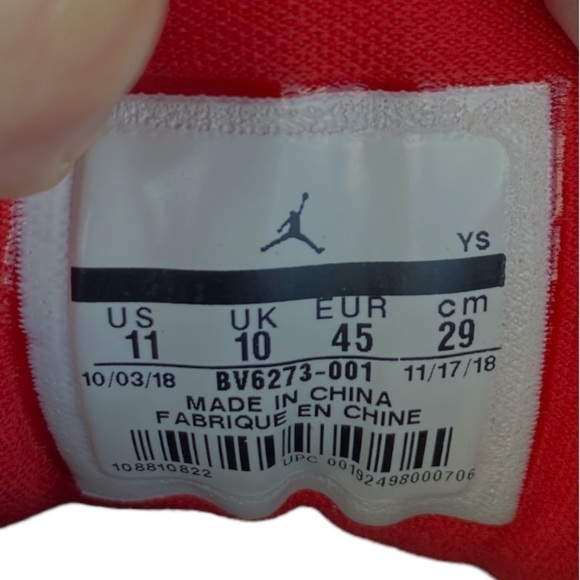 YS
US UK EUR cm
11 10 45 29
10/03/18 BV6273-001 11/17/18
MADE IN CHINA
FABRIQUE EN CHINE
108810822 UPC 00192498000706